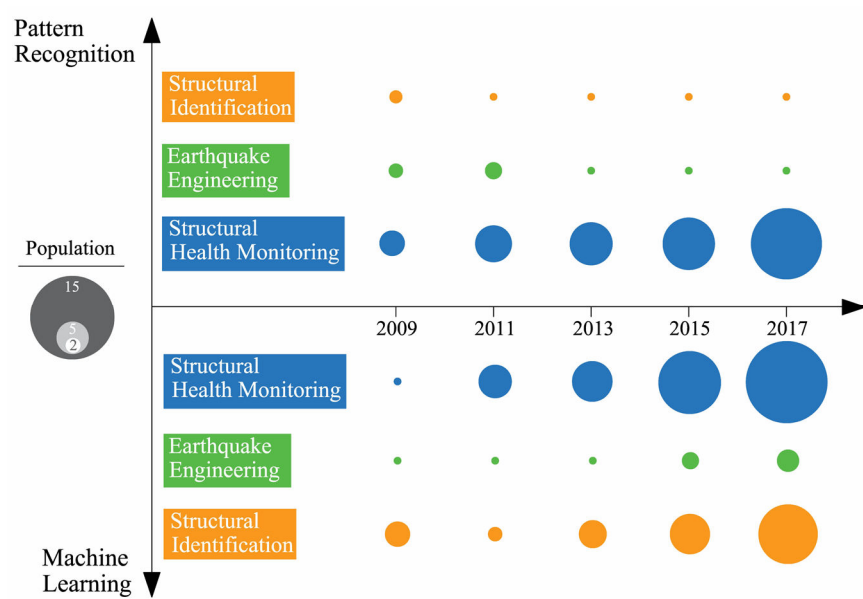 Pattern
Recognition
Structural
Identification
Earthquake
Engineering
Structural
Health Monitoring
Population
15
5
2
2009 2011 2013 2015 2017
Structural
Health Monitoring
Earthquake
Engineering
Structural
Identification
Machine
Learning